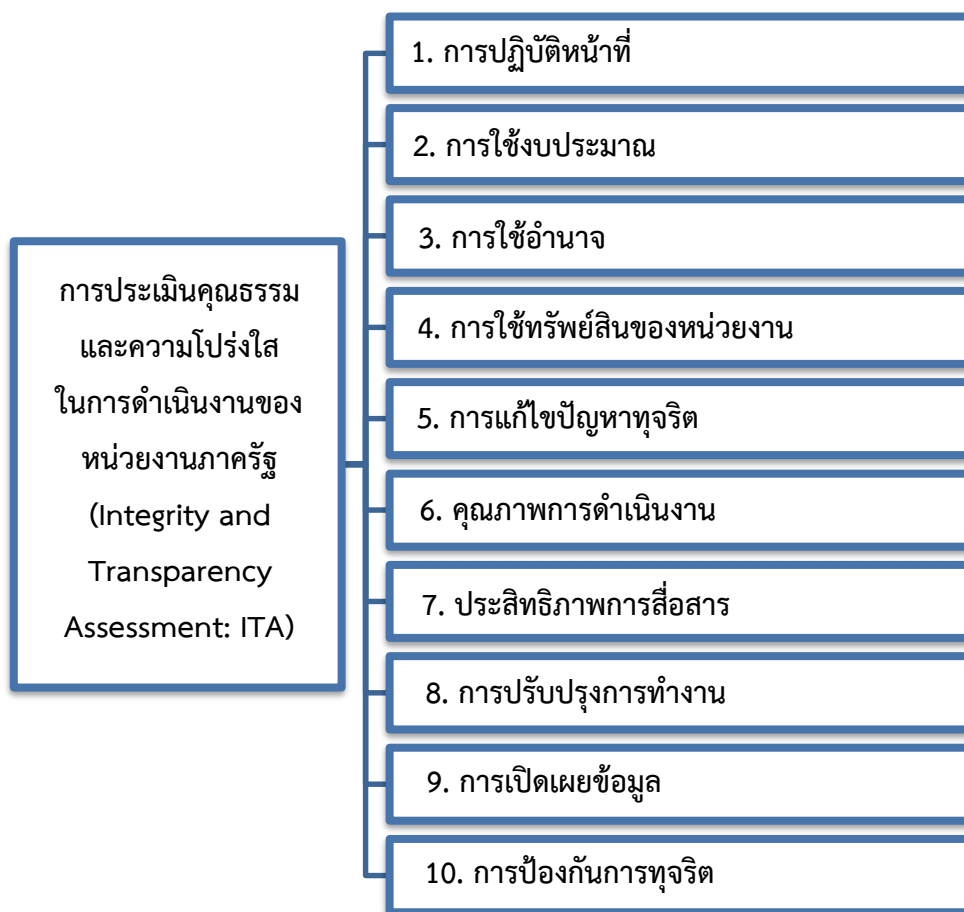 การประเมินคุณธรรม
และความโปร่งใส
ในการดำเนินงานของ
หน่วยงานภาครัฐ
(Integrity and
Transparency
Assessment: ITA)
1. การปฏิบัติหน้าที่
2. การใช้งบประมาณ
3. การใช้อำนาจ
4. การใช้ทรัพย์สินของหน่วยงาน
5. การแก้ไขปัญหาทุจริต
6. คุณภาพการดำเนินงาน
7. ประสิทธิภาพการสื่อสาร
8. การปรับปรุงการทำงาน
9. การเปิดเผยข้อมูล
10. การป้องกันการทุจริต